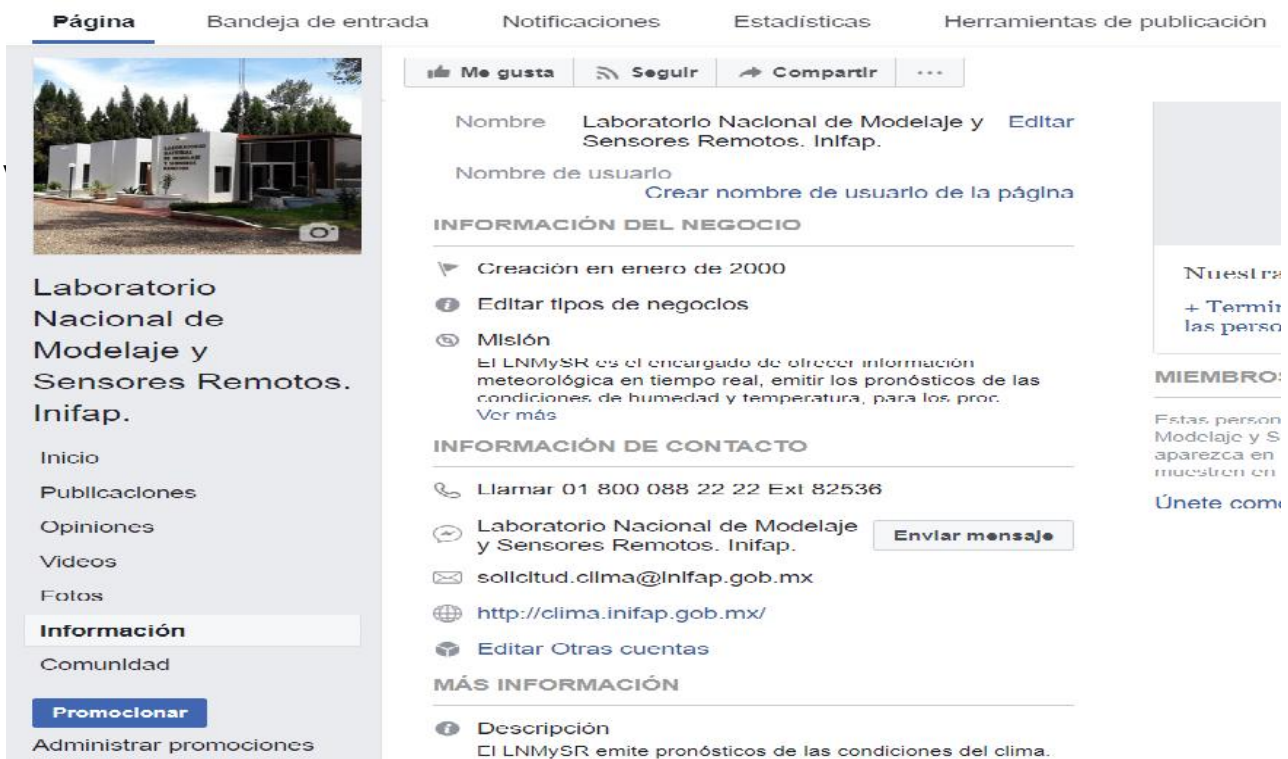 Página Bandeja de entrada Notificaciones Estadísticas Herramientas de publicación
LABORATORIO
NACIONAL
DE MODELAJE
Y SENSORES
REMOTOS
Laboratorio
Nacional de
Modelaje y
Sensores Remotos.
Inifap.
Inicio
Publicaciones
Opiniones
Videos
Fotos
Información
Comunidad
Promocionar
Administrar promociones
Me gusta Seguir Compartir ...
Nombre Laboratorio Nacional de Modelaje y Editar
Sensores Remotos. Inifap.
Nombre de usuario
Crear nombre de usuario de la página
INFORMACIÓN DEL NEGOCIO
Creación en enero de 2000
Editar tipos de negocios
Misión
El LNMySR es el encargado de ofrecer información
meteorológica en tiempo real, emitir los pronósticos de las
condiciones de humedad y temperatura, para los proc
Ver más
INFORMACIÓN DE CONTACTO
Llamar 01 800 088 22 22 Ext 82536
Laboratorio Nacional de Modelaje
y Sensores Remotos. Inifap.
Enviar mensaje
solicitud.clima@inifap.gob.mx
http://clima.inifap.gob.mx/
Editar Otras cuentas
MÁS INFORMACIÓN
Descripción
El LNMySR emite pronósticos de las condiciones del clima.
Nuestra
+ Termin
las perso
MIEMBROS
Estas person
Modelaje y S
aparezca en
muestren en
Únete como